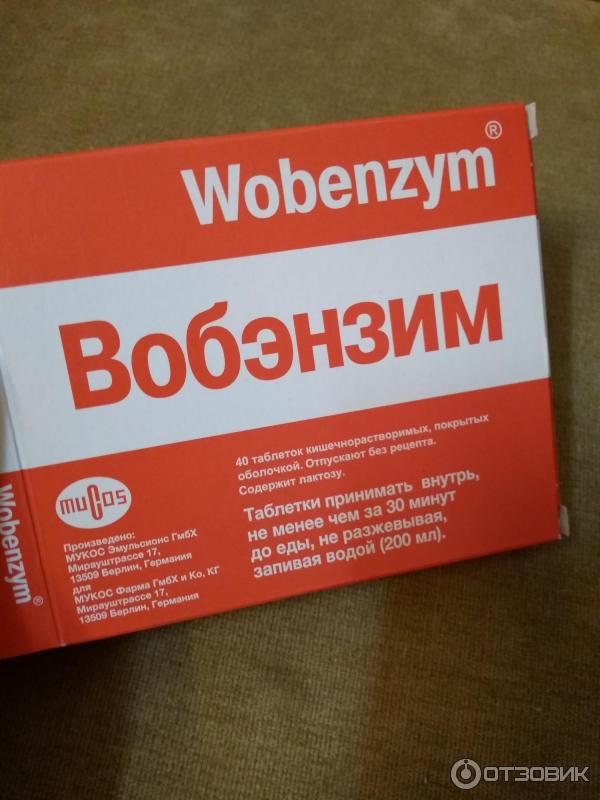 Wobenzym®
Вобэнзим
40 таблеток кишечнорастворимых, покрытых
оболочкой. Отпускают без рецепта.
Содержит лактозу.
Таблетки принимать внутрь,
не менее чем за 30 минут
до еды, не разжевывая,
запивая водой (200 мл).
mucos
Произведено:
МУКОС Эмульсионс ГмбХ
Мирауштрассе 17,
13509 Берлин, Германия
для
МУКОС Фарма ГмбХ и Ко, КГ
Мирауштрассе 17,
13509 Берлин, Германия
Wobenzym®
ОТЗОВИК